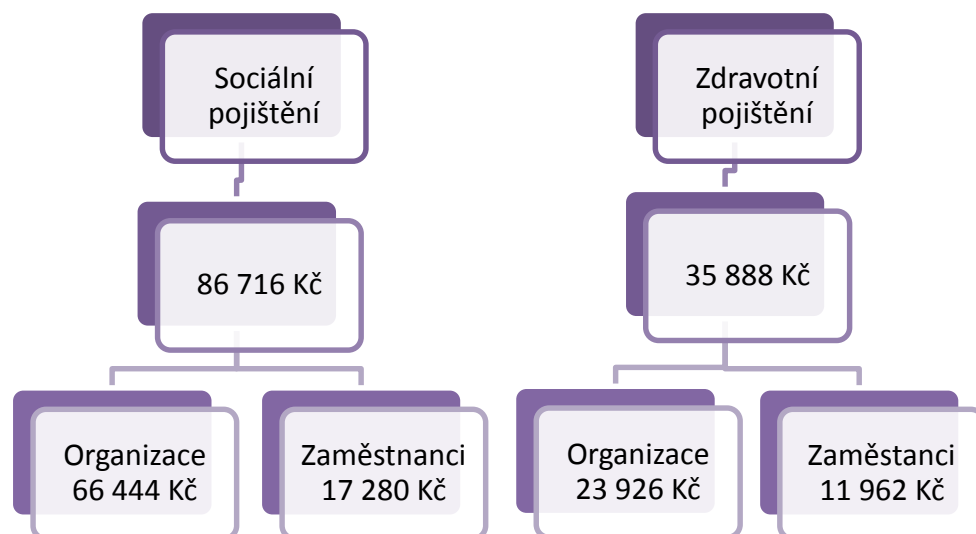 Sociální
pojištění
86 716 Kč
Organizace
66 444 Kč
Zaměstnanci
17 280 Kč
Zdravotní
pojištění
35 888 Kč
Organizace
23 926 Kč
Zaměstanci
11 962 Kč